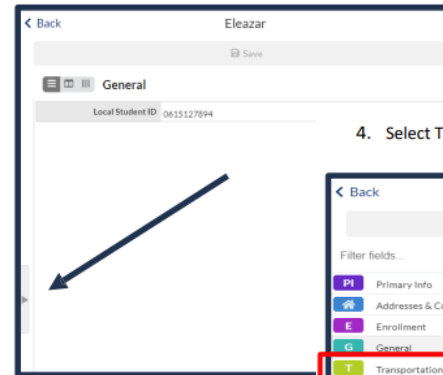 Back
Eleazar
Save
General
Local Student ID 0615127894
4. Select
Back
Filter fields...
PI Primary Info
Addresses &
E Enrollment
G General
T Transportation